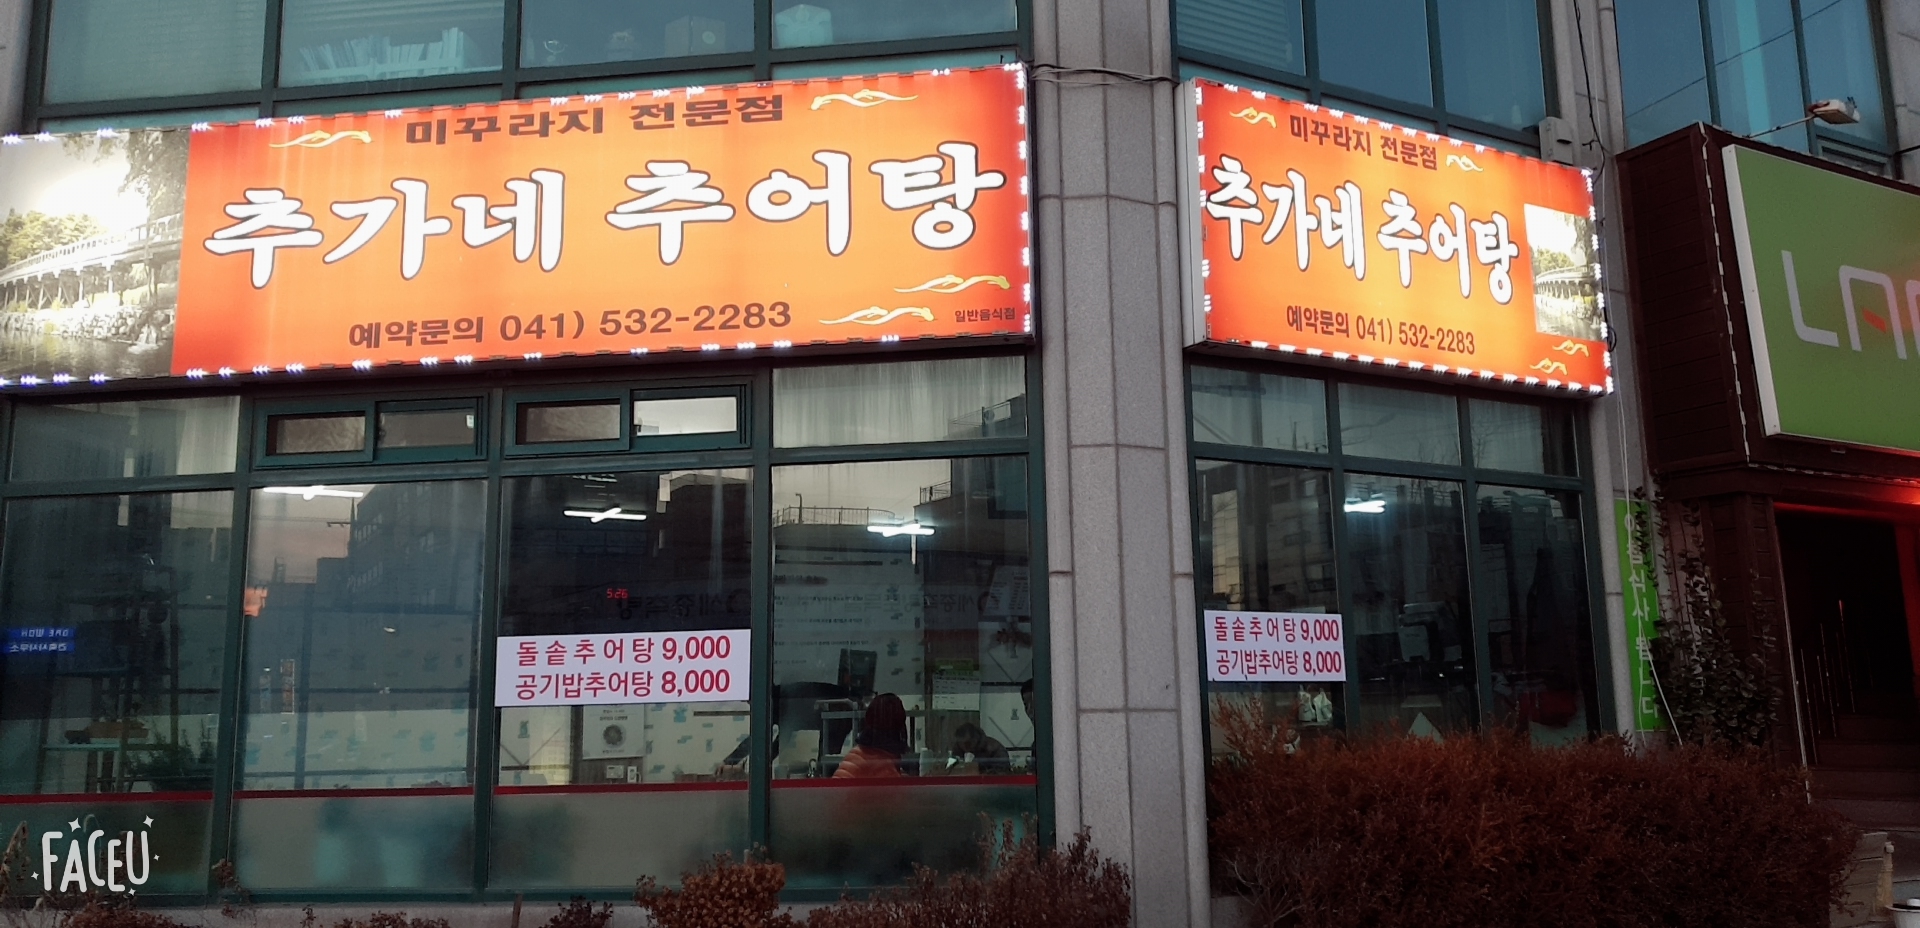 미꾸라지 전문점
추가네 추어탕
예약문의 041) 532-2283
일반음식점
미꾸라지 전문점
추가네 추어탕
예약문의 041) 532-2283
돌솥추어탕 9,000
공기밥추어탕 8,000
돌솥추어탕 9,000
공기밥추어탕 8,000
5:26
FACEU